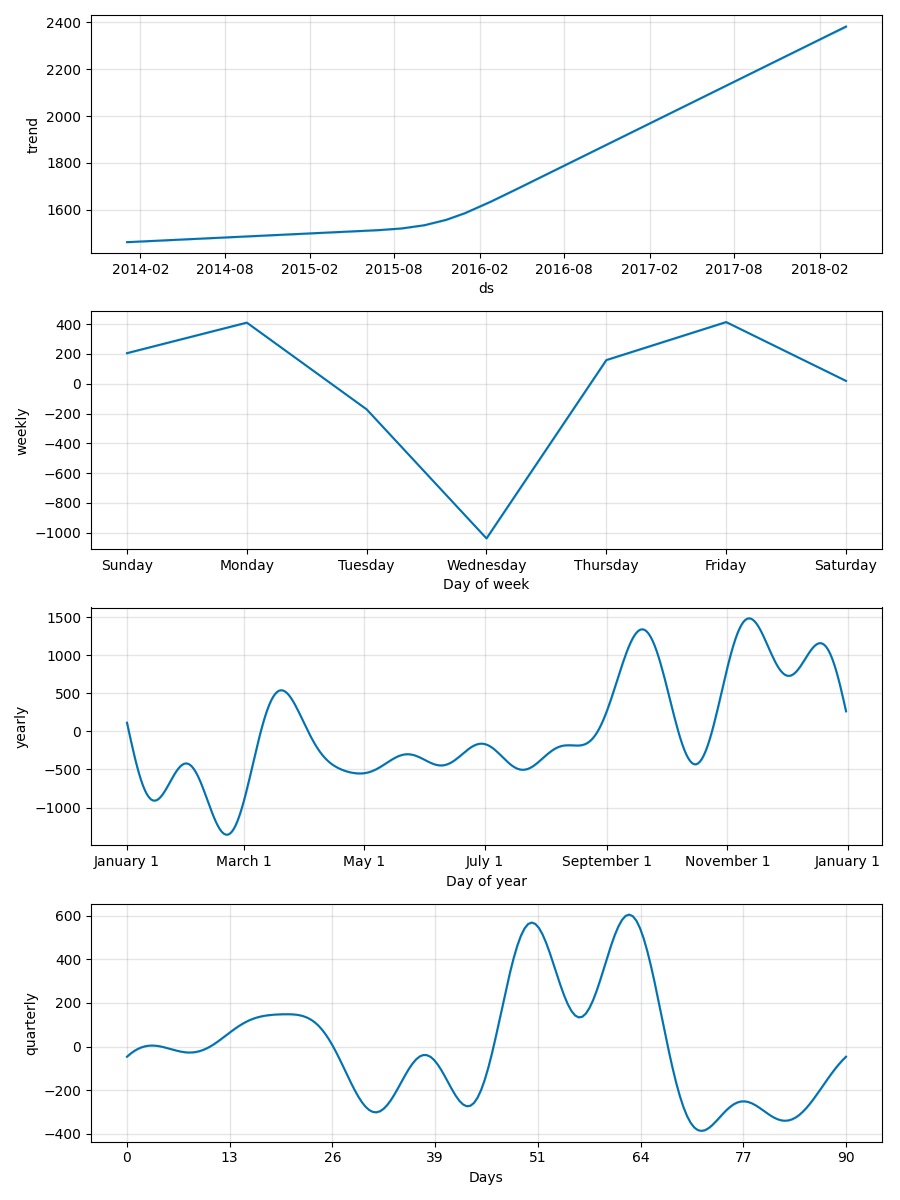 2400
2200
2000
1800
1600
trend
2014-02 2014-08 2015-02 2015-08 2016-02 2016-08 2017-02 2017-08 2018-02
ds
400
200
0
−200
−400
−600
−800
−1000
weekly
Sunday Monday Tuesday Wednesday Thursday Friday Saturday
Day of week
1500
1000
500
0
−500
−1000
yearly
January 1 March 1 May 1 July 1 September 1 November 1 January 1
Day of year
600
400
200
0
−200
−400
quarterly
0 13 26 39 51 64 77 90
Days